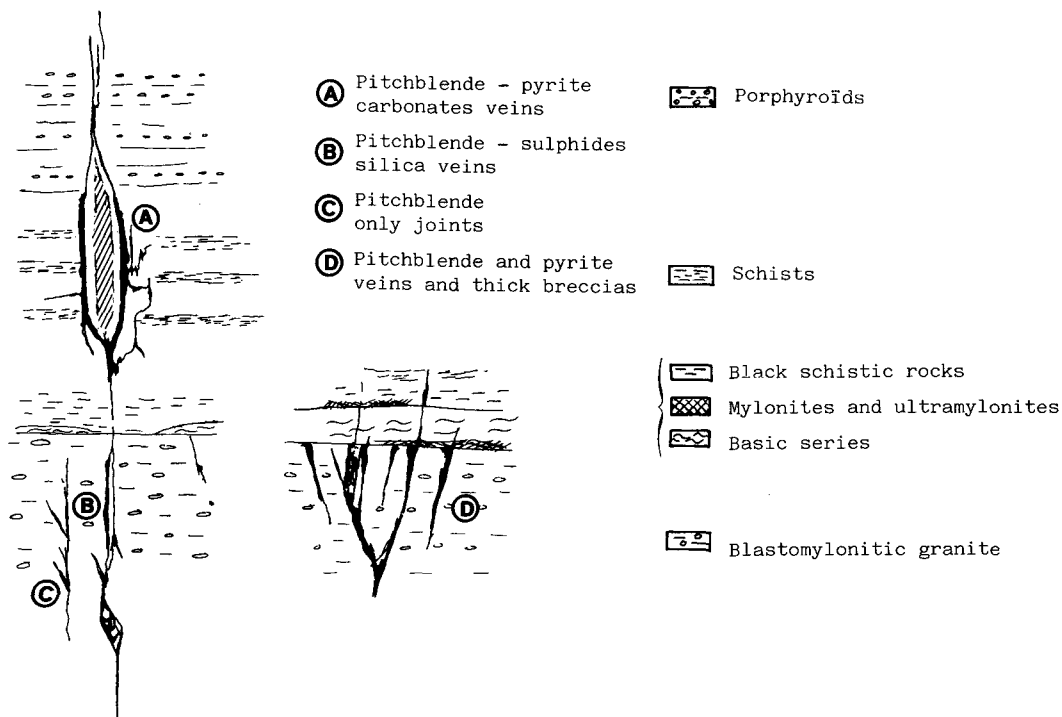 A Pitchblende - pyrite
carbonates veins
B Pitchblende - sulphides
silica veins
C Pitchblende
only joints
D Pitchblende and pyrite
veins and thick breccias
Porphyroïds
Schists
Black schistic rocks
Mylonites and ultramylonites
Basic series
Blastomylonitic granite
A
B
C
D